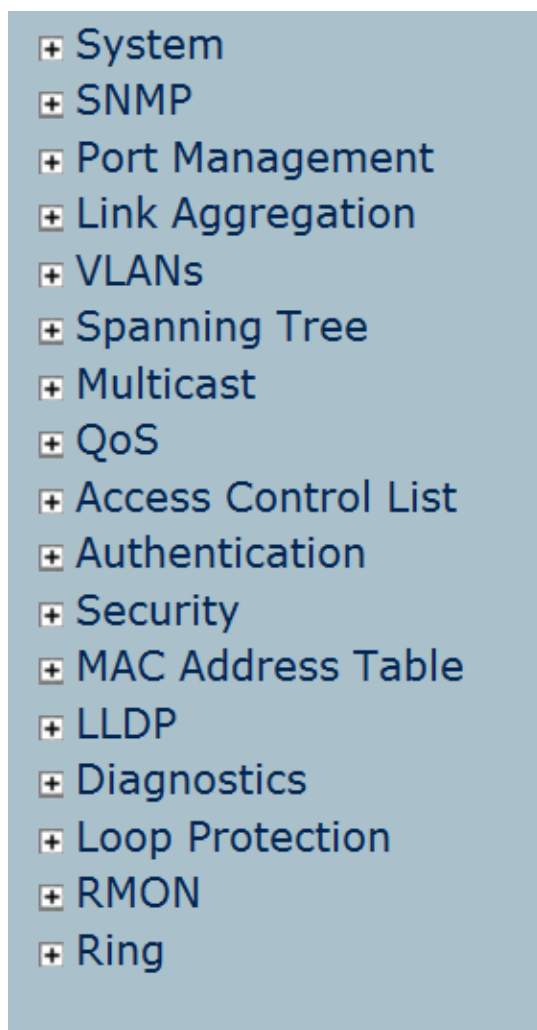 System
SNMP
Port Management
Link Aggregation
VLANs
Spanning Tree
Multicast
QoS
Access Control List
Authentication
Security
MAC Address Table
LLDP
Diagnostics
Loop Protection
RMON
Ring